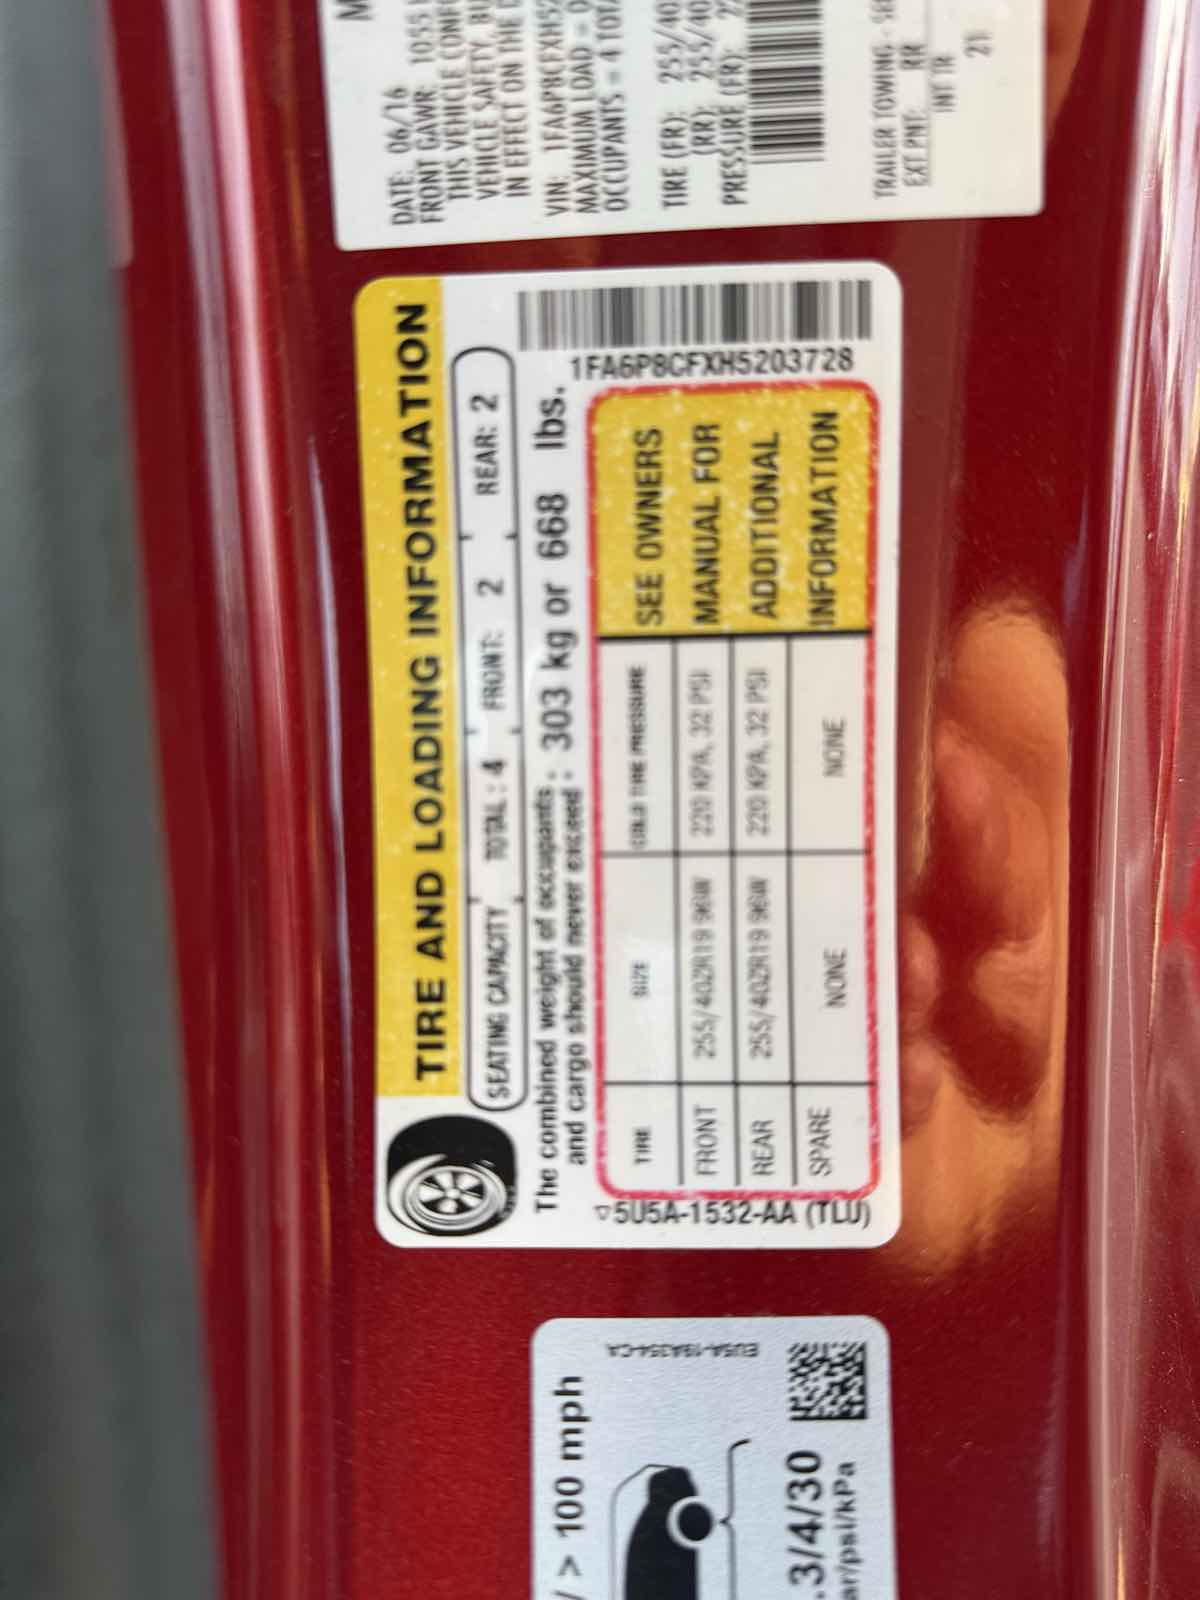 DATE: 06/16
FRONT GAWR: 1055
THIS VEHICLE
VEHICLE SAFETY,
IN EFFECT ON THE
VIN: 1FA6P8CFXH52
MAXIMUM LOAD =
OCCUPANTS = 4
TIRE (FR): 255/40
(RR): 255/40
PRESSURE (FR):
TRAILER TOWING -
EXT PNT: RR
INT TR
21
TIRE AND LOADING INFORMATION
SEATING CAPACITY TOTAL : 4 FRONT: 2 REAR: 2
The combined weight of occupants
and cargo should never exceed : 303 kg or 668 lbs.
1FA6P8CFXH5203728
TIRE SIZE COLD TIRE PRESSURE
FRONT 255/40ZR19 96W 220 KPA, 32 PSI
REAR 255/40ZR19 96W 220 KPA, 32 PSI
SPARE NONE NONE
SEE OWNERS
MANUAL FOR
ADDITIONAL
INFORMATION
5U5A-1532-AA (TLU)
/ > 100 mph
EU5A-19A354-CA
.3/4/30
ar/psi/kPa